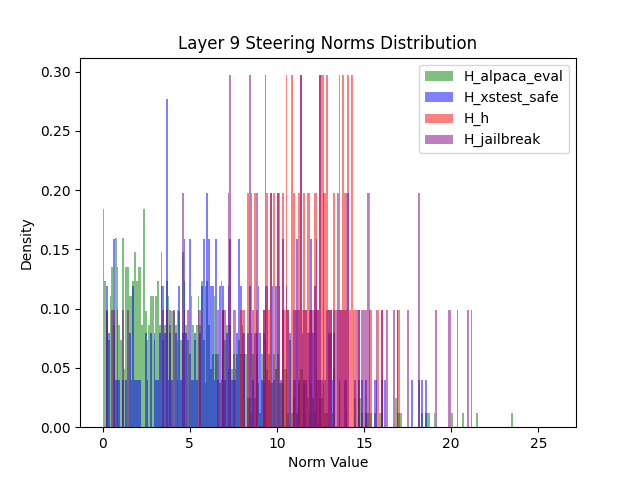 Layer 9 Steering Norms Distribution
H_alpaca_eval
H_xstest_safe
H_h
H_jailbreak
Density
0.30
0.25
0.20
0.15
0.10
0.05
0.00
0 5 10 15 20 25
Norm Value